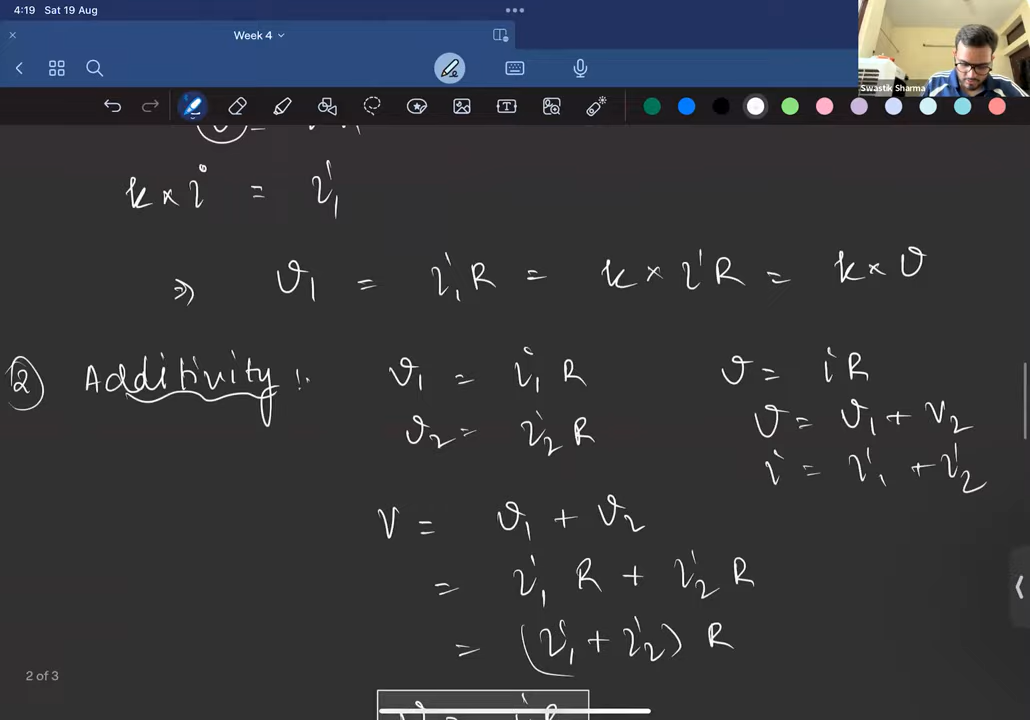 4:19 Sat 19 Aug
Week 4
Swastik Sharma
k × i = i₁
⇒ v₁ = i₁R = k × iR = k × v
② Additivity :
v₁ = i₁ R
v₂ = i₂ R
v = iR
v = v₁ + v₂
i = i₁ + i₂
V = v₁ + v₂
= i₁ R + i₂ R
= (i₁ + i₂) R
2 of 3